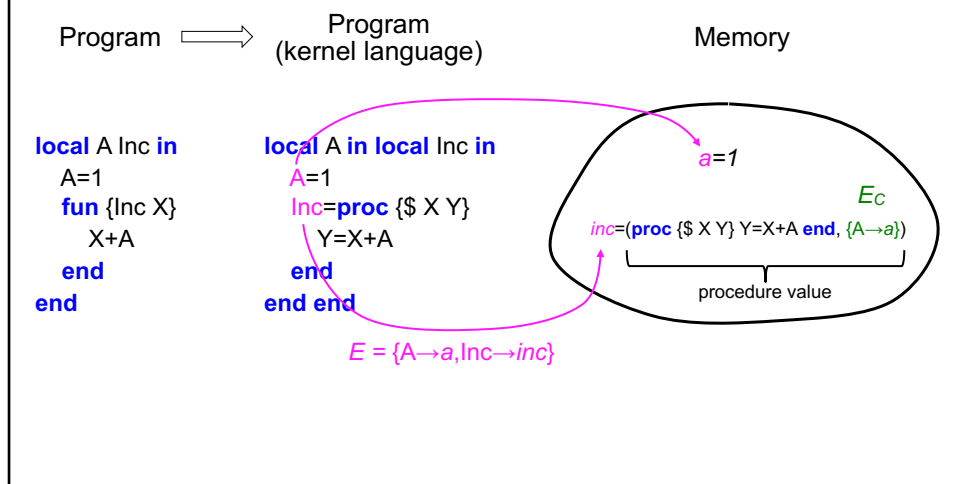 Program
Program
(kernel language)
Memory
local A Inc in
A=1
fun {Inc X}
X+A
end
end
local A in local Inc in
A=1
Inc=proc {$ X Y}
Y=X+A
end
end end
a=1
EC
inc=(proc {$ X Y} Y=X+A end, {A→a})
procedure value
E = {A→a,Inc→inc}